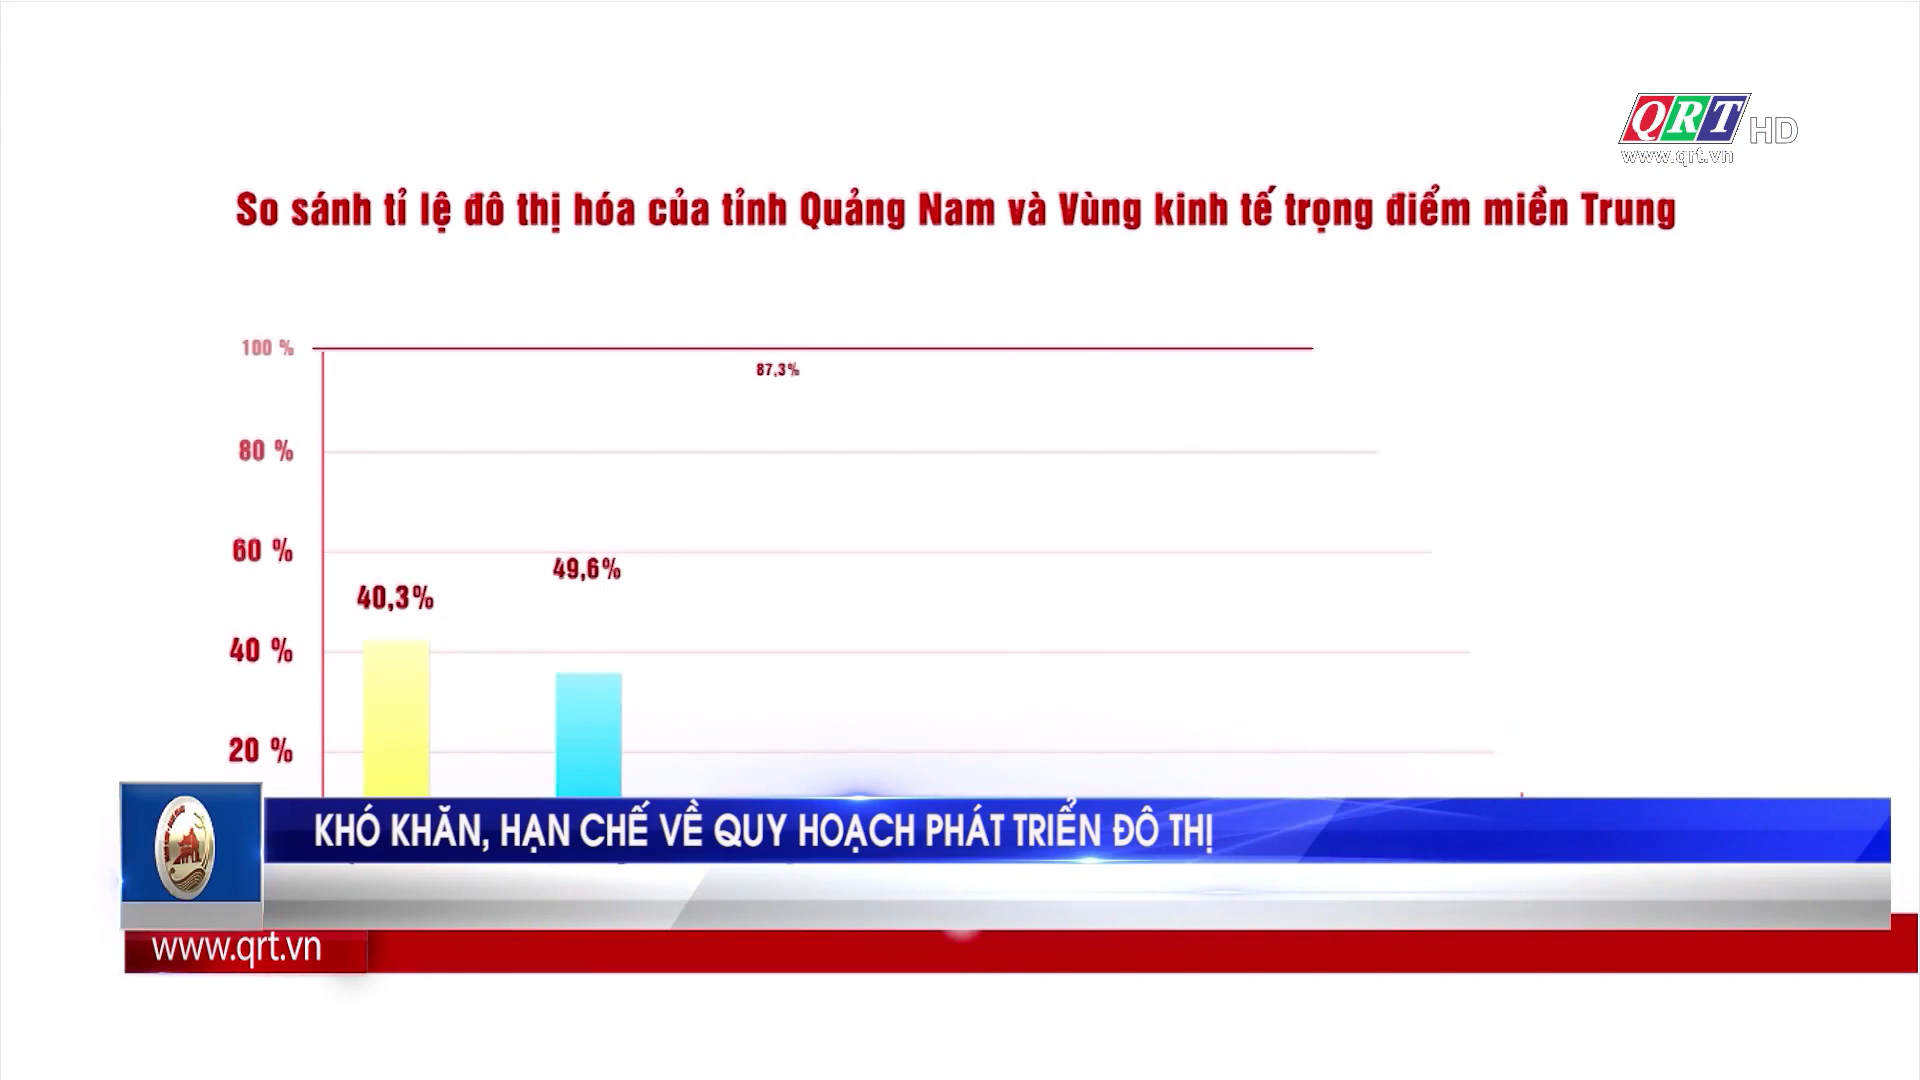 QRT HD
www.qrt.vn
So sánh tỉ lệ đô thị hóa của tỉnh Quảng Nam và Vùng kinh tế trọng điểm miền Trung
100 %
87,3%
80 %
60 %
49,6%
40,3%
40 %
20 %
KHÓ KHĂN, HẠN CHẾ VỀ QUY HOẠCH PHÁT TRIỂN ĐÔ THỊ
www.qrt.vn